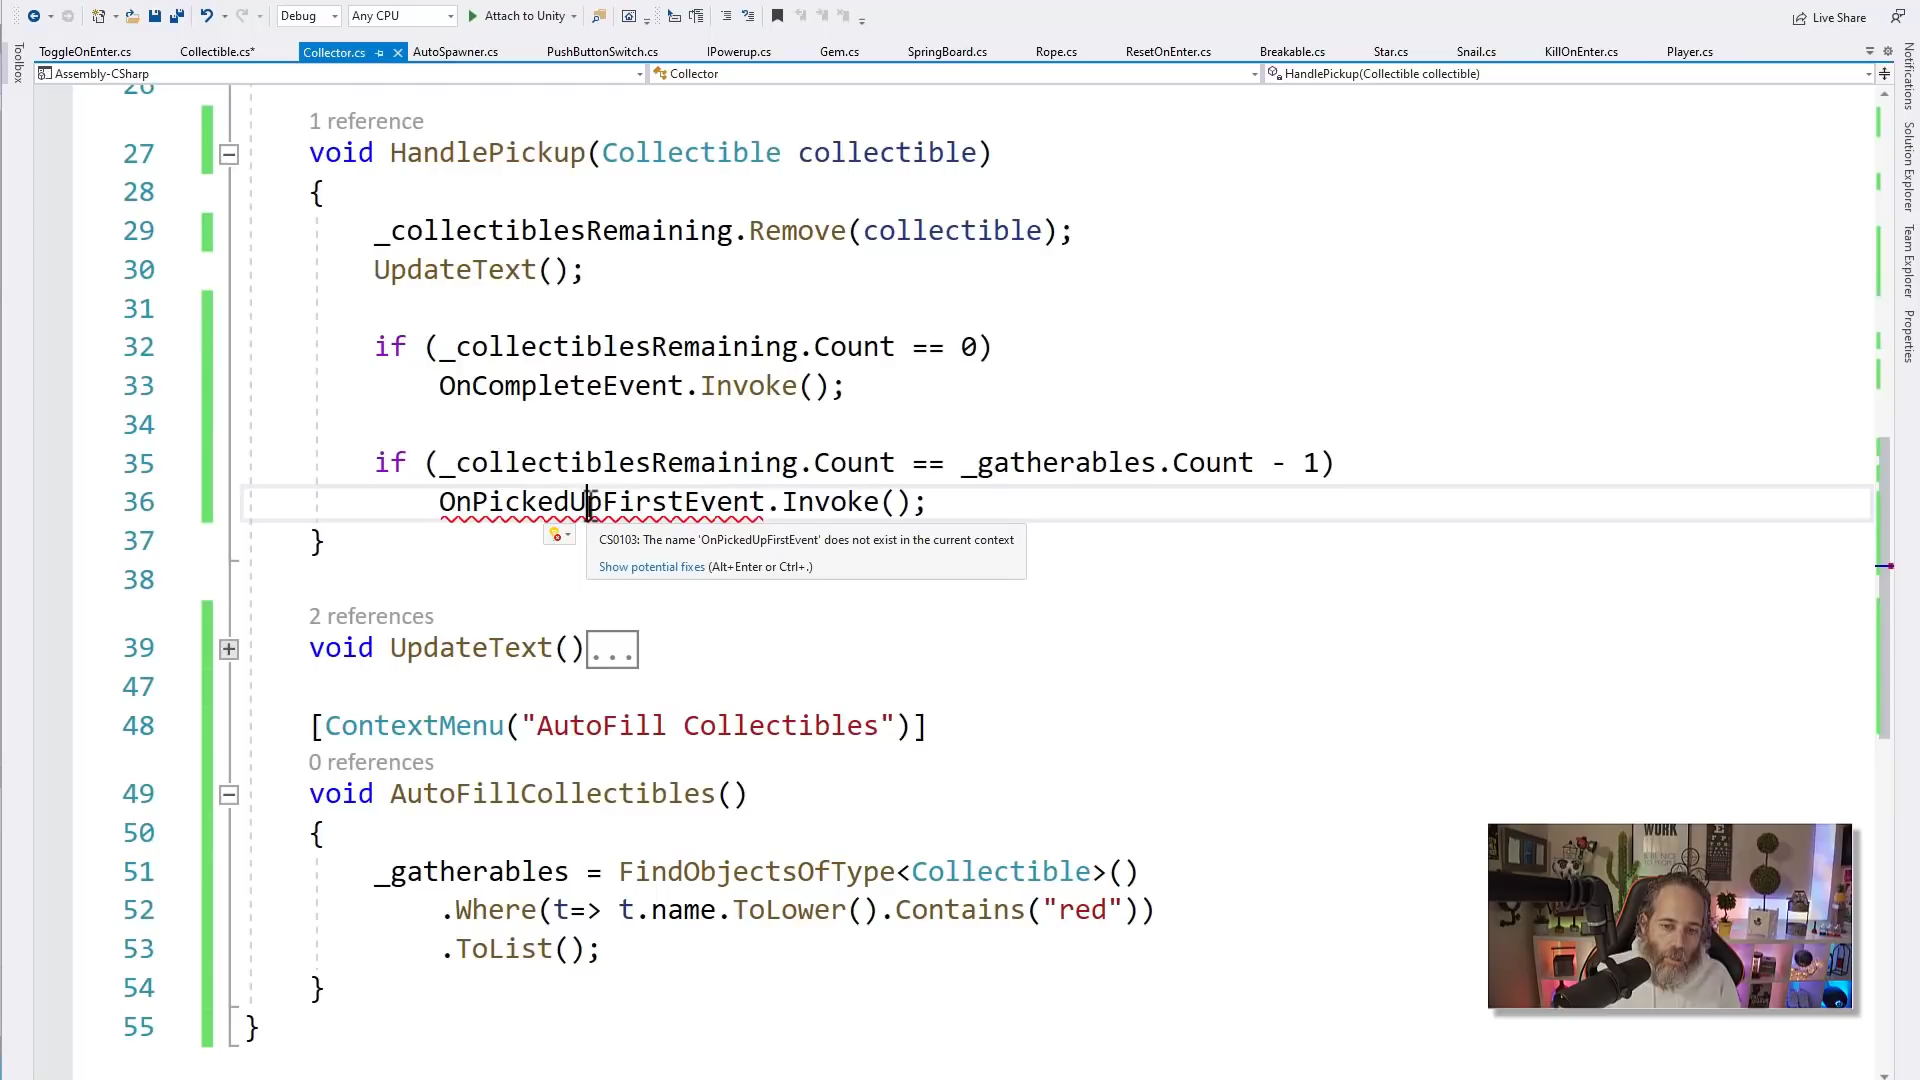 Debug
Any CPU
Attach to Unity
Live Share
Toolbox
ToggleOnEnter.cs
Collectible.cs*
Collector.cs
AutoSpawner.cs
PushButtonSwitch.cs
IPowerup.cs
Gem.cs
SpringBoard.cs
Rope.cs
ResetOnEnter.cs
Breakable.cs
Star.cs
Snail.cs
KillOnEnter.cs
Player.cs
Assembly-CSharp
Collector
HandlePickup(Collectible collectible)
Notifications
Solution Explorer
Team Explorer
Properties
26
1 reference
27 void HandlePickup(Collectible collectible)
28 {
29 _collectiblesRemaining.Remove(collectible);
30 UpdateText();
31
32 if (_collectiblesRemaining.Count == 0)
33 OnCompleteEvent.Invoke();
34
35 if (_collectiblesRemaining.Count == _gatherables.Count - 1)
36 OnPickedUpFirstEvent.Invoke();
37 }
CS0103: The name 'OnPickedUpFirstEvent' does not exist in the current context
Show potential fixes (Alt+Enter or Ctrl+.)
38
2 references
39 void UpdateText()...
47
48 [ContextMenu("AutoFill Collectibles")]
0 references
49 void AutoFillCollectibles()
50 {
51 _gatherables = FindObjectsOfType<Collectible>()
52 .Where(t=> t.name.ToLower().Contains("red"))
53 .ToList();
54 }
55 }
WORK